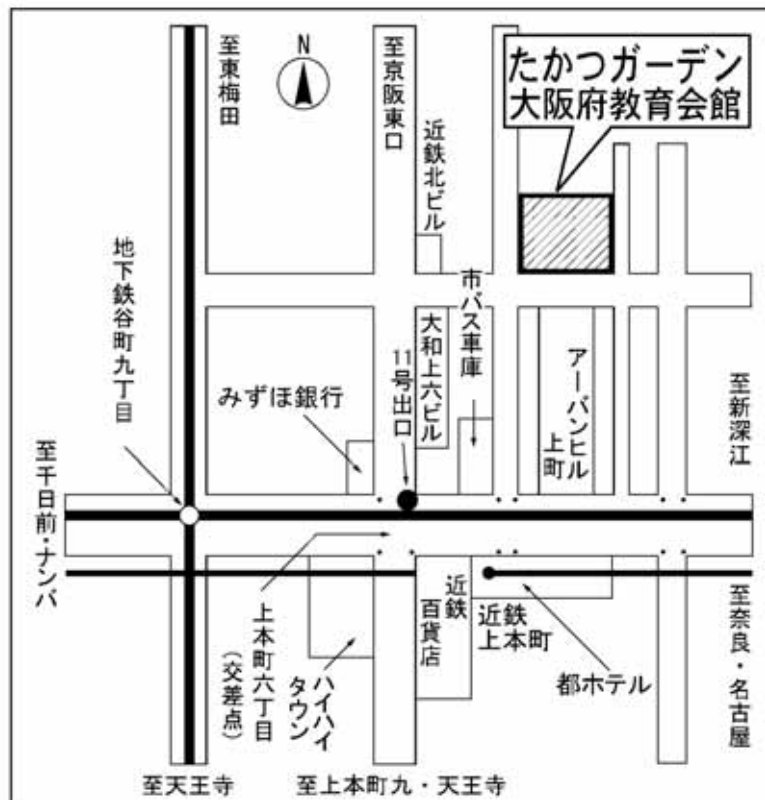 至東梅田
N
至京阪東口
近鉄北ビル
たかつガーデン
大阪府教育会館
地下鉄谷町九丁目
みずほ銀行
11号出口
大和上六ビル
市バス車庫
アーバンヒル
上町
至新深江
至千日前・ナンバ
上本町六丁目
(交差点)
ハイハイ
タウン
近鉄
百貨店
近鉄
上本町
都ホテル
至奈良・名古屋
至天王寺
至上本町九・天王寺